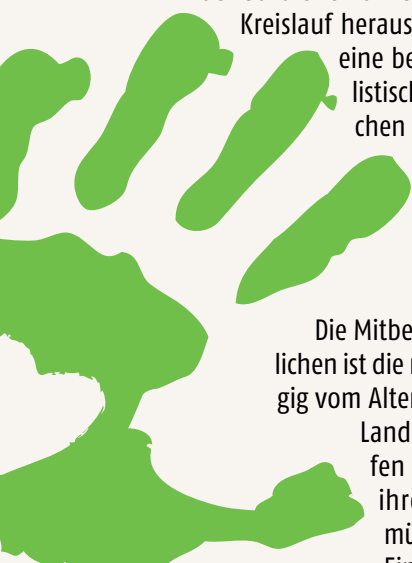 Kreislauf heraus
eine be
listisch
chen
Die Mitbe
lichen ist die
gig vom Alter
Land
fen
ihre
mü